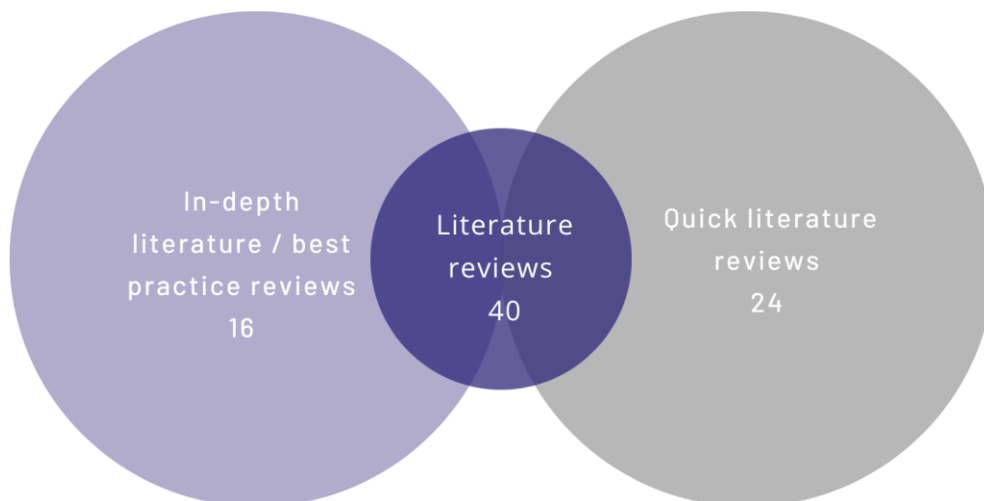 In-depth
literature / best
practice reviews
16
Literature
reviews
40
Quick literature
reviews
24